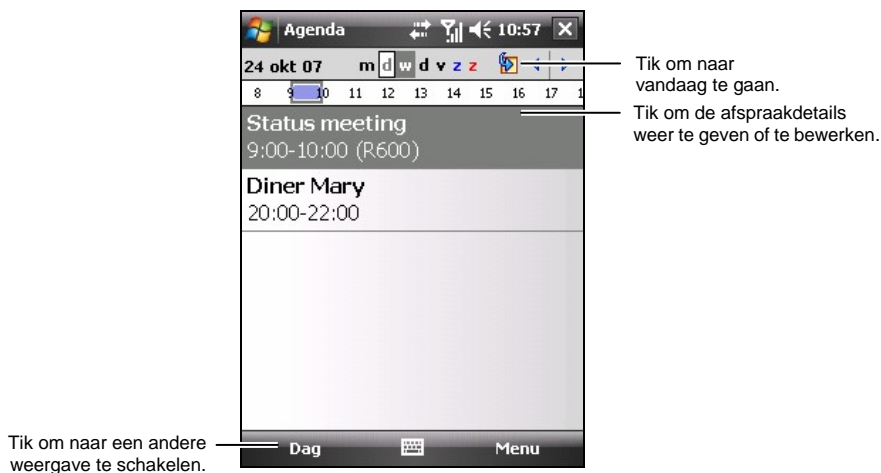 Agenda 10:57
24 okt 07 m d w d v z z
8 9 10 11 12 13 14 15 16 17 1
Status meeting
9:00-10:00 (R600)
Diner Mary
20:00-22:00
Dag Menu
Tik om naar
vandaag te gaan.
Tik om de afspraakdetails
weer te geven of te bewerken.
Tik om naar een andere
weergave te schakelen.